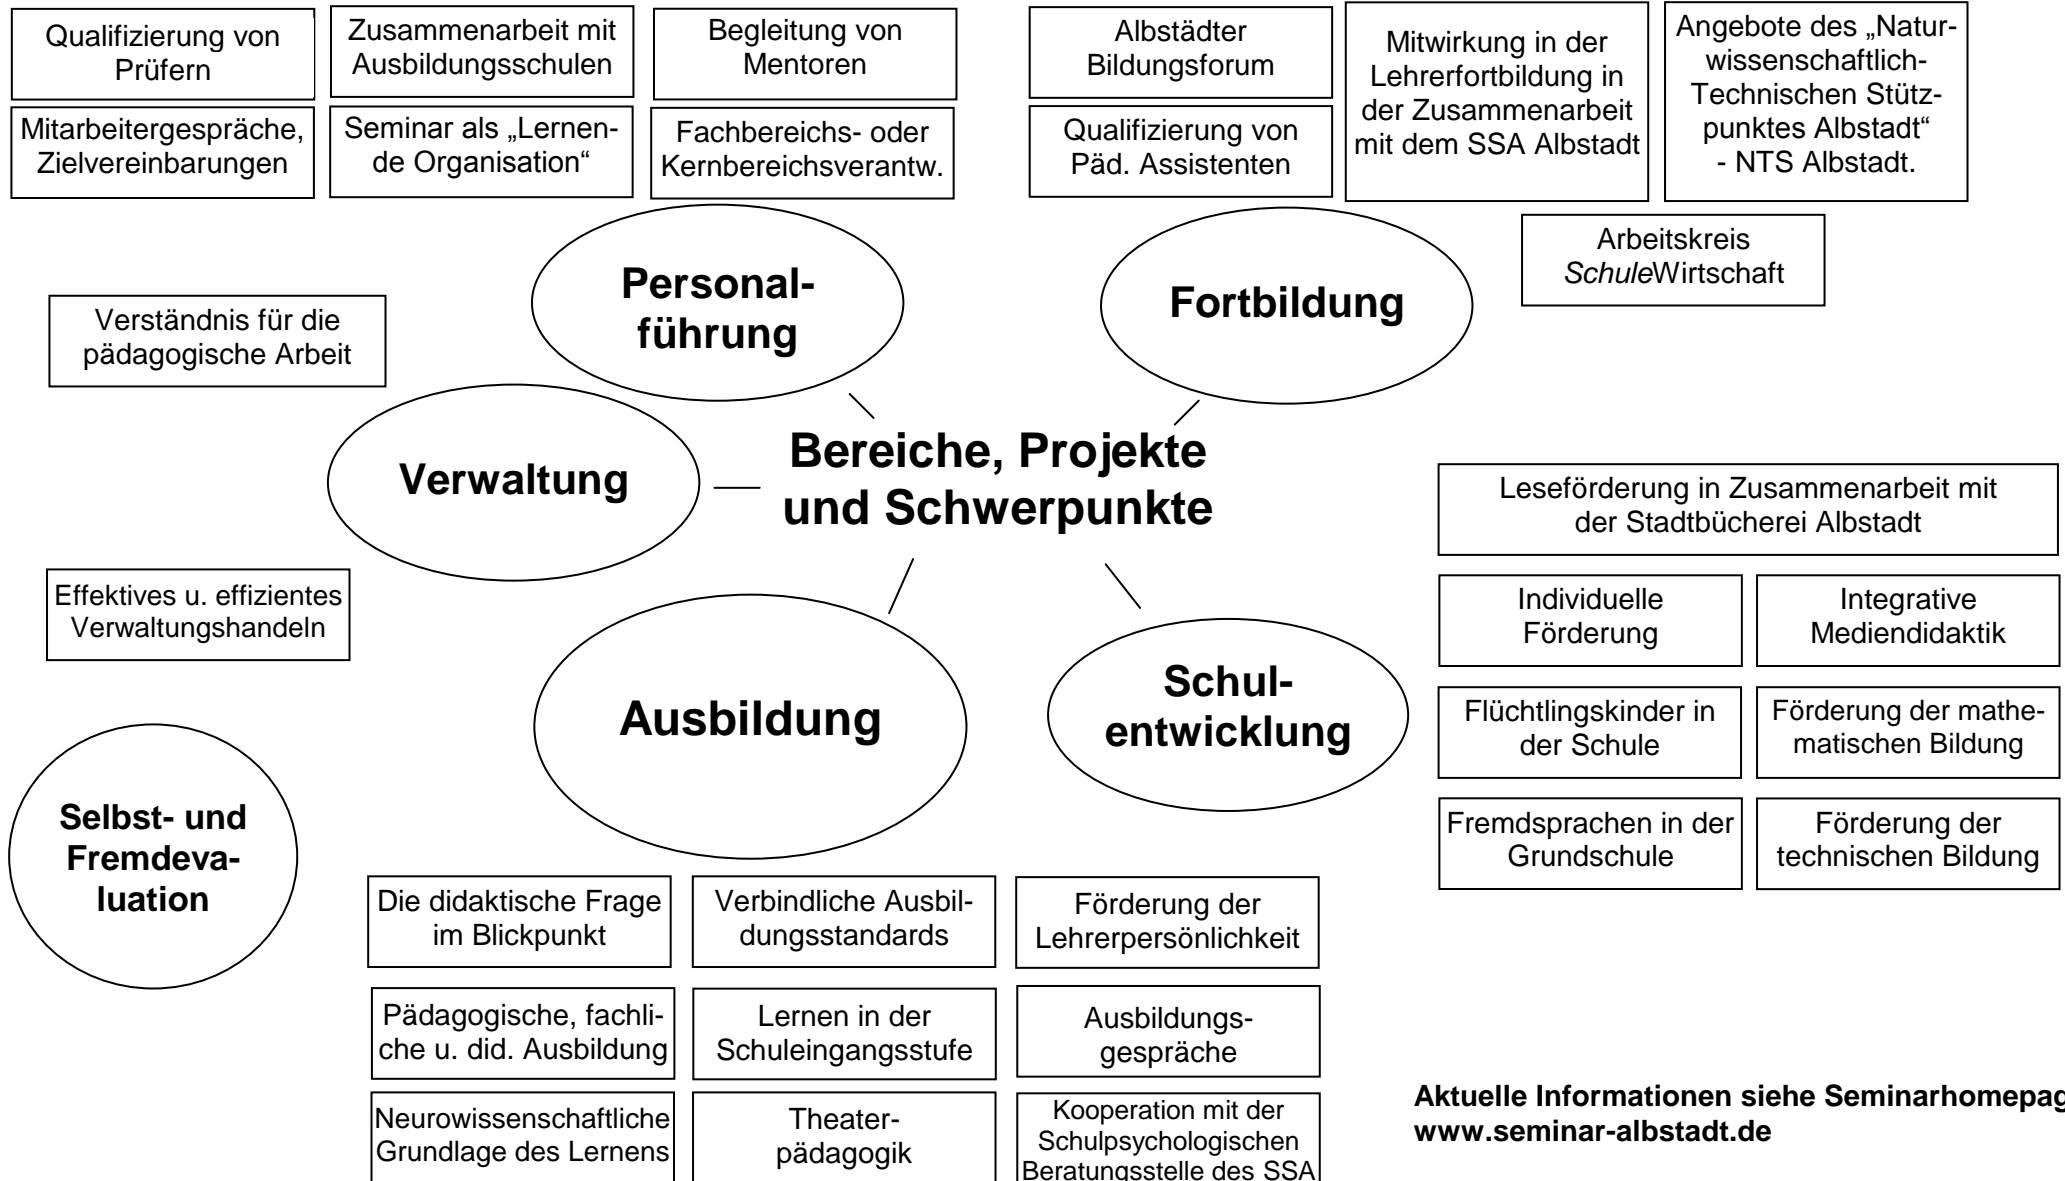 Qualifizierung von
Prüfern
Zusammenarbeit mit
Ausbildungsschulen
Begleitung von
Mentoren
Albstädter
Bildungsforum
Mitwirkung in der
Lehrerfortbildung in
der Zusammenarbeit
mit dem SSA Albstadt
Angebote des „Natur-
wissenschaftlich-
Technischen Stütz-
punktes Albstadt“
- NTS Albstadt.
Mitarbeitergespräche,
Zielvereinbarungen
Seminar als „Lernen-
de Organisation“
Fachbereichs- oder
Kernbereichsverantw.
Qualifizierung von
Päd. Assistenten
Arbeitskreis
SchuleWirtschaft
Personal-
führung
Fortbildung
Verständnis für die
pädagogische Arbeit
Verwaltung
Bereiche, Projekte
und Schwerpunkte
Leseförderung in Zusammenarbeit mit
der Stadtbücherei Albstadt
Effektives u. effizientes
Verwaltungshandeln
Individuelle
Förderung
Integrative
Mediendidaktik
Ausbildung
Schul-
entwicklung
Flüchtlingskinder in
der Schule
Förderung der mathe-
matischen Bildung
Selbst- und
Fremdeva-
luation
Fremdsprachen in der
Grundschule
Förderung der
technischen Bildung
Die didaktische Frage
im Blickpunkt
Verbindliche Ausbil-
dungsstandards
Förderung der
Lehrerpersönlichkeit
Pädagogische, fachli-
che u. did. Ausbildung
Lernen in der
Schuleingangsstufe
Ausbildungs-
gespräche
Neurowissenschaftliche
Grundlage des Lernens
Theater-
pädagogik
Kooperation mit der
Schulpsychologischen
Beratungsstelle des SSA
Aktuelle Informationen siehe Seminarhomepag
www.seminar-albstadt.de